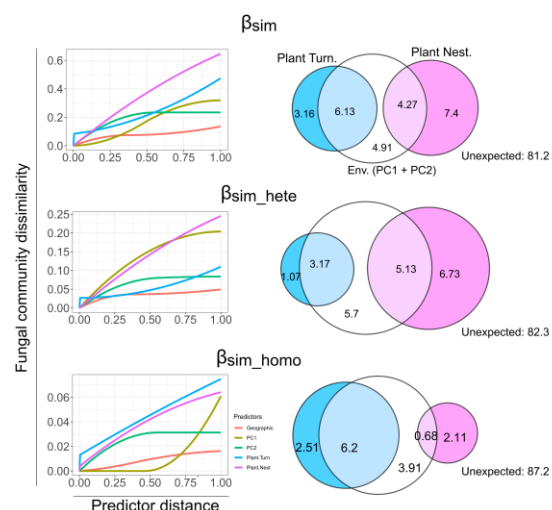 βsim
0.6
0.4
0.2
0.0
0.00 0.25 0.50 0.75 1.00
Plant Turn.
Plant Nest.
3.16
6.13
4.27
7.4
4.91
Env. (PC1 + PC2)
Unexpected: 81.2
βsim_hete
0.25
0.20
0.15
0.10
0.05
0.00
0.00 0.25 0.50 0.75 1.00
1.07
3.17
5.13
6.73
5.7
Unexpected: 82.3
βsim_homo
0.06
0.04
0.02
0.00
0.00 0.25 0.50 0.75 1.00
Predictors
Geographic
PC1
PC2
Plant Turn
Plant Nest
2.51
6.2
3.91
0.68
2.11
Unexpected: 87.2
Fungal community dissimilarity
Predictor distance